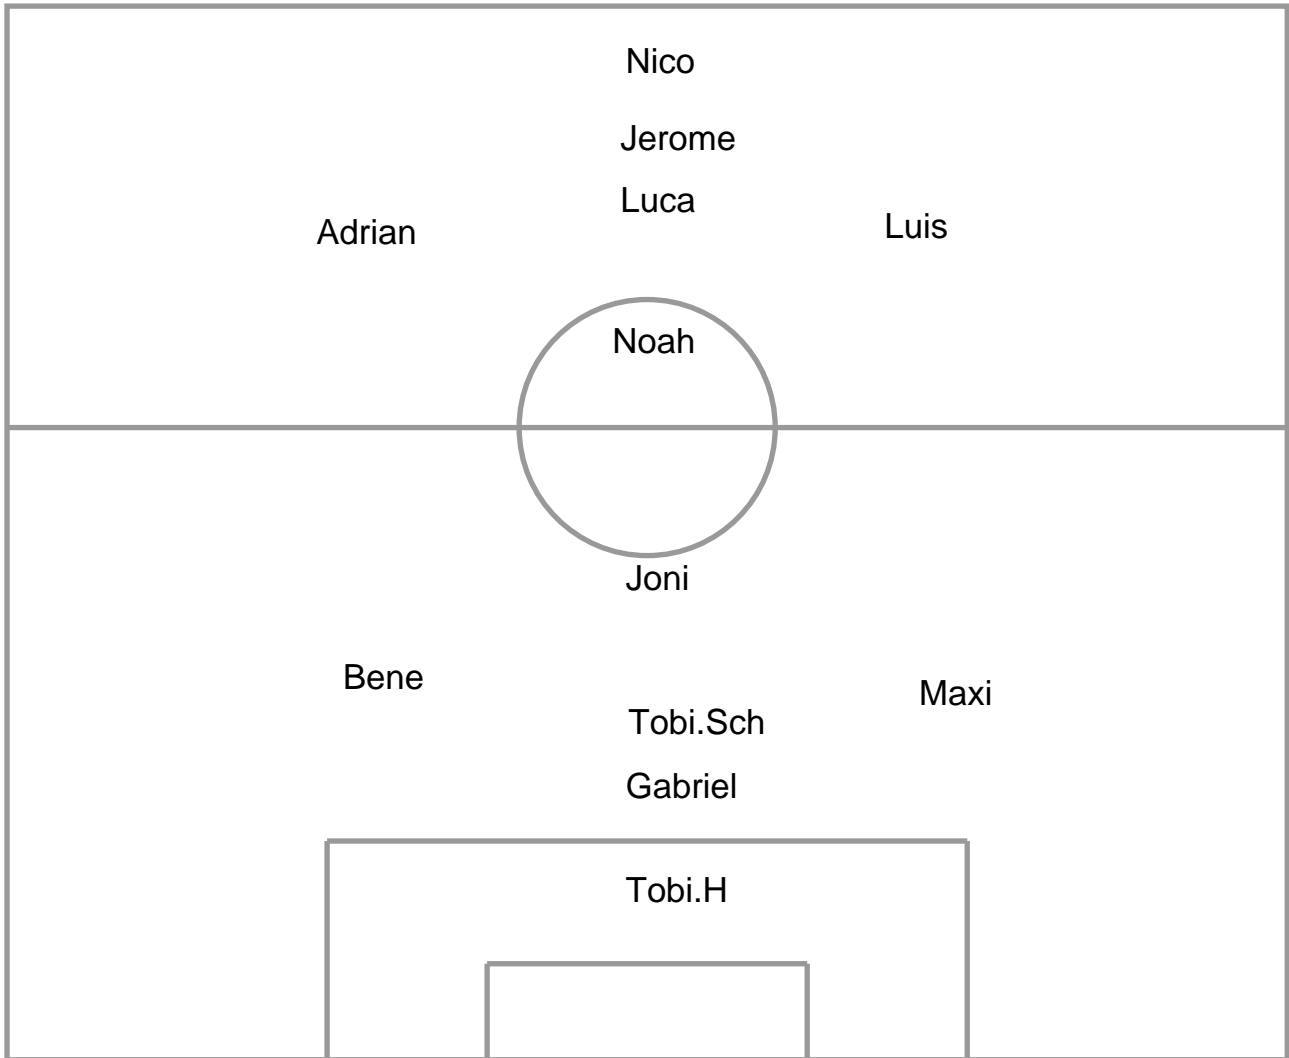 Nico
Jerome
Luca
Adrian
Luis
Noah
Joni
Bene
Maxi
Tobi.Sch
Gabriel
Tobi.H